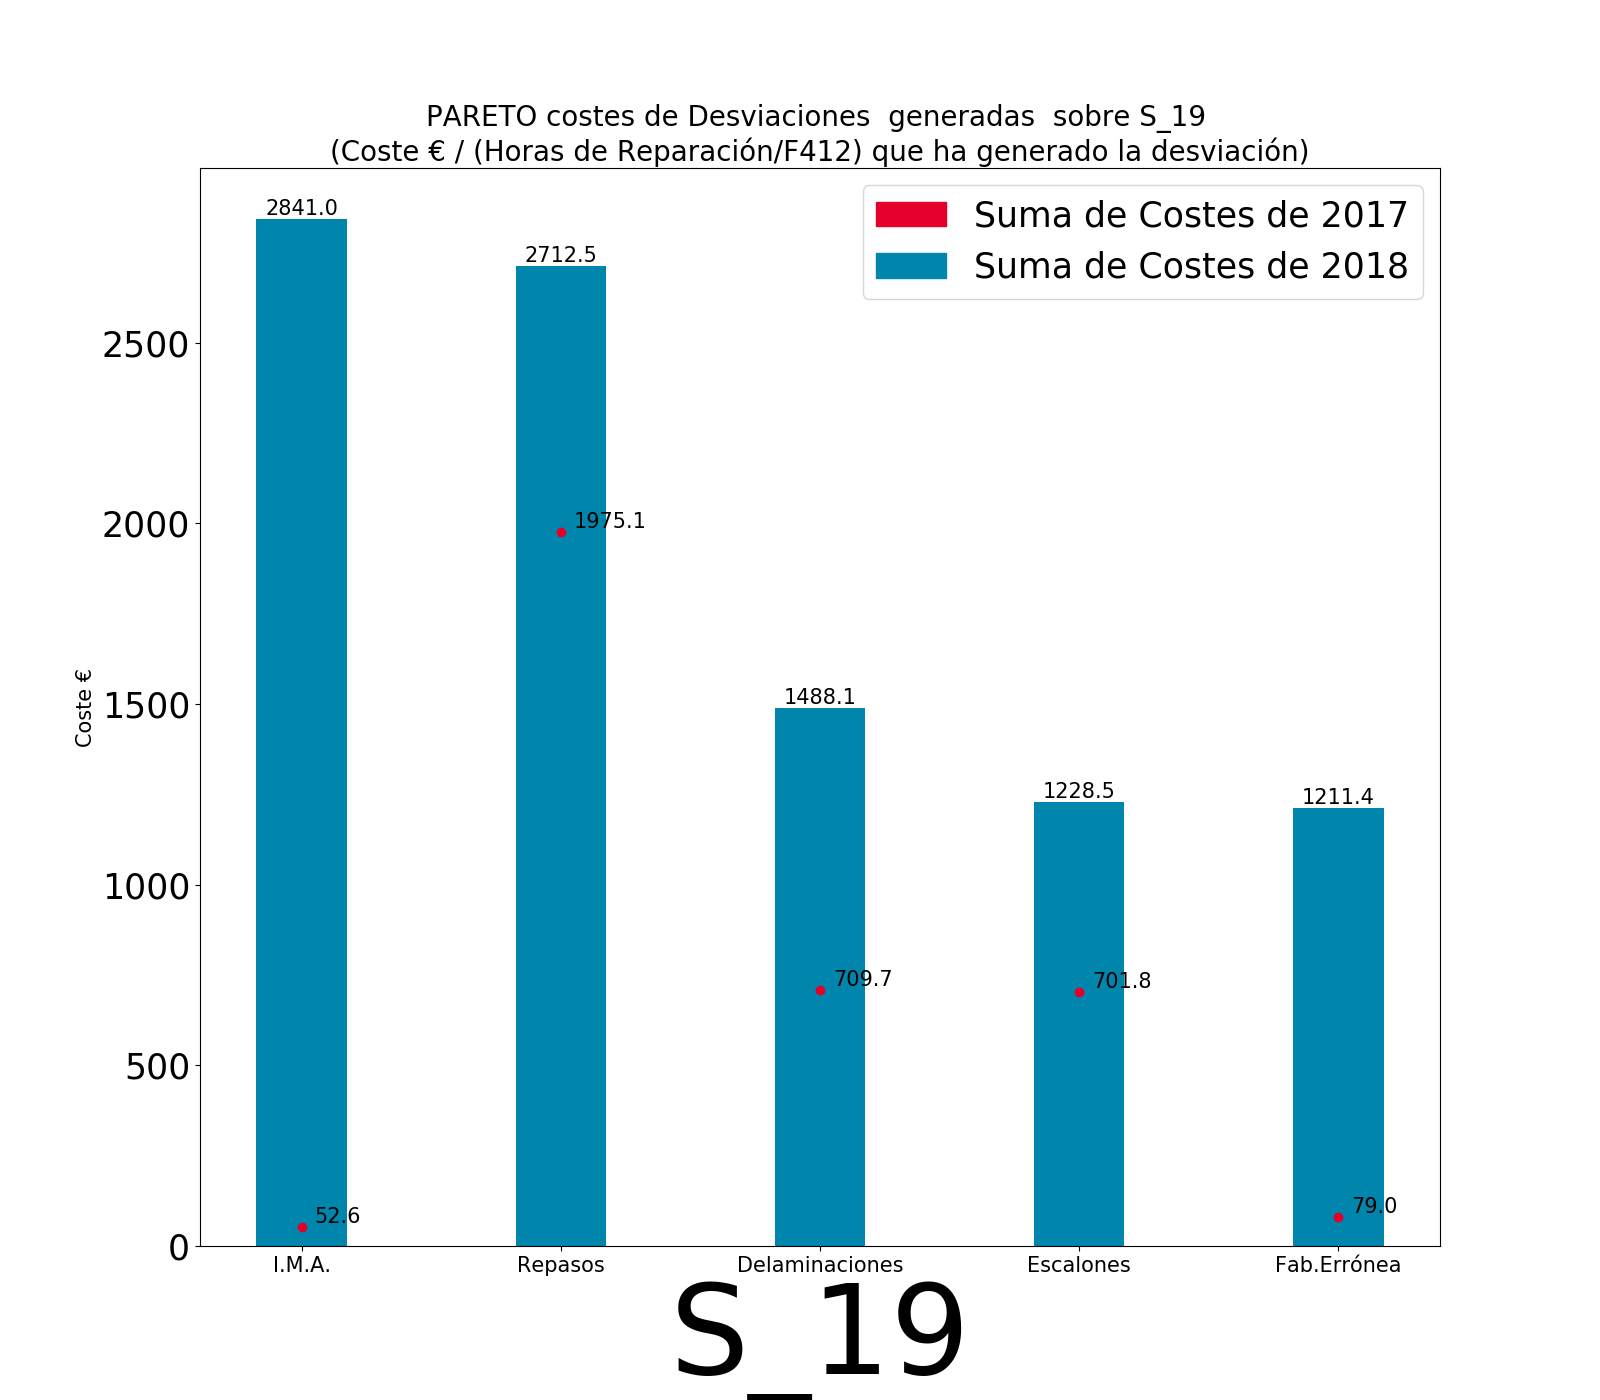 PARETO costes de Desviaciones  generadas  sobre S_19
(Coste € / (Horas de Reparación/F412) que ha generado la desviación)
Suma de Costes de 2017
Suma de Costes de 2018
2841.0
2712.5
1975.1
1488.1
1228.5
1211.4
709.7
701.8
52.6
79.0
Coste €
2500
2000
1500
1000
500
0
I.M.A.
Repasos
Delaminaciones
Escalones
Fab.Errónea
S_19